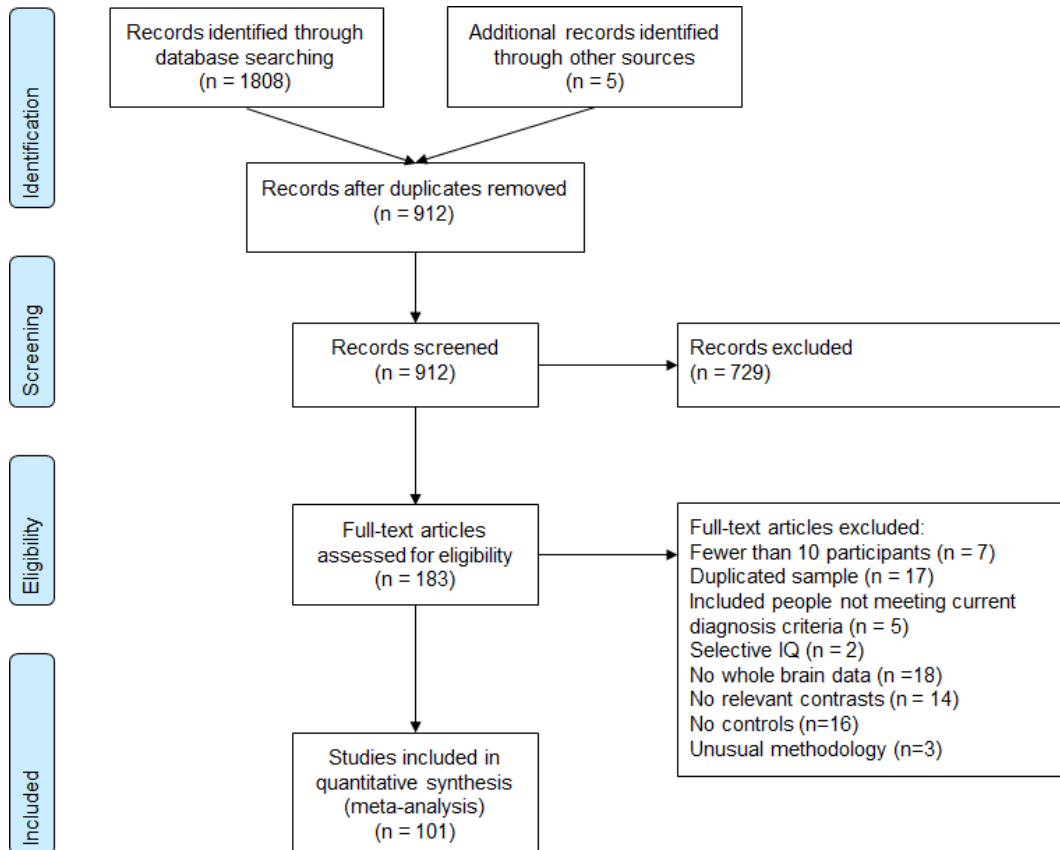 Identification
Records identified through
database searching
(n = 1808)
Additional records identified
through other sources
(n = 5)
Records after duplicates removed
(n = 912)
Screening
Records screened
(n = 912)
Records excluded
(n = 729)
Eligibility
Full-text articles
assessed for eligibility
(n = 183)
Full-text articles excluded:
Fewer than 10 participants (n = 7)
Duplicated sample (n = 17)
Included people not meeting current
diagnosis criteria (n = 5)
Selective IQ (n = 2)
No whole brain data (n =18)
No relevant contrasts (n = 14)
No controls (n=16)
Unusual methodology (n=3)
Included
Studies included in
quantitative synthesis
(meta-analysis)
(n = 101)